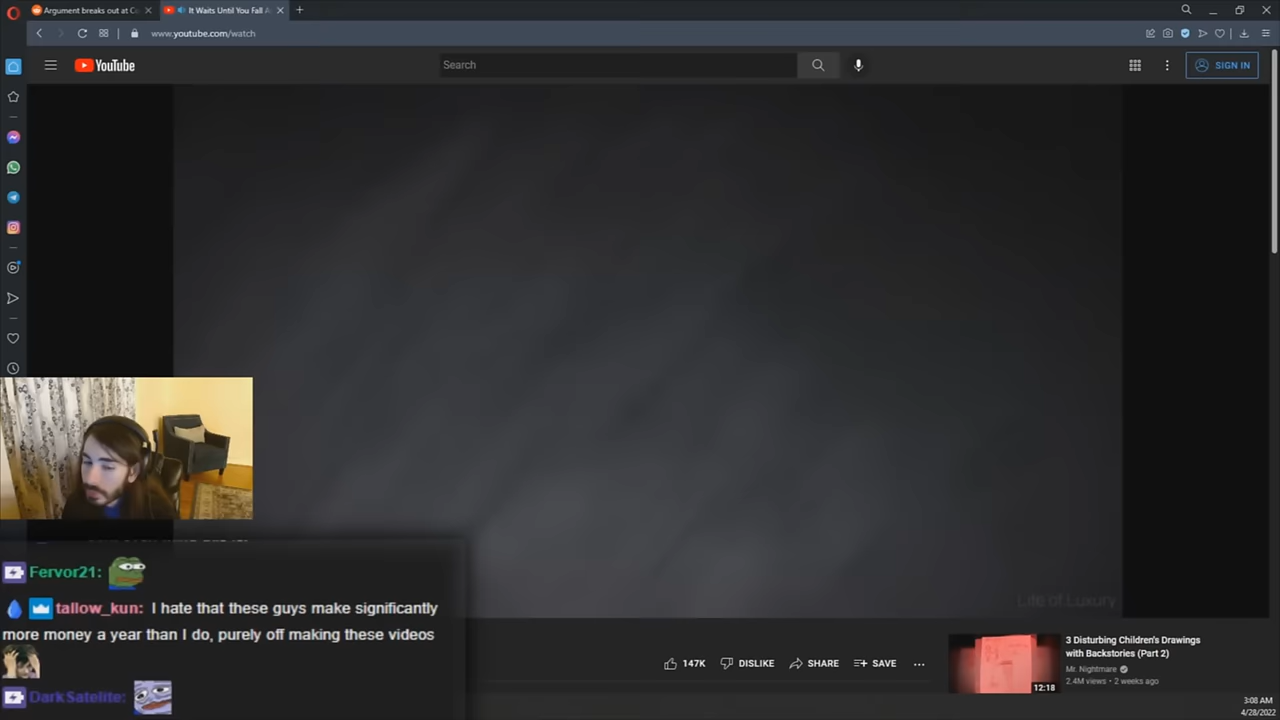 Argument breaks out at Ce
It Waits Until You Fall A
www.youtube.com/watch
YouTube
Search
SIGN IN
Life of Luxury
Fervor21:
tallow_kun: I hate that these guys make significantly
more money a year than I do, purely off making these videos
DarkSatelite:
147K
DISLIKE
SHARE
SAVE
3 Disturbing Children's Drawings
with Backstories (Part 2)
Mr. Nightmare
2.4M views • 2 weeks ago
12:18
3:08 AM
4/28/2022